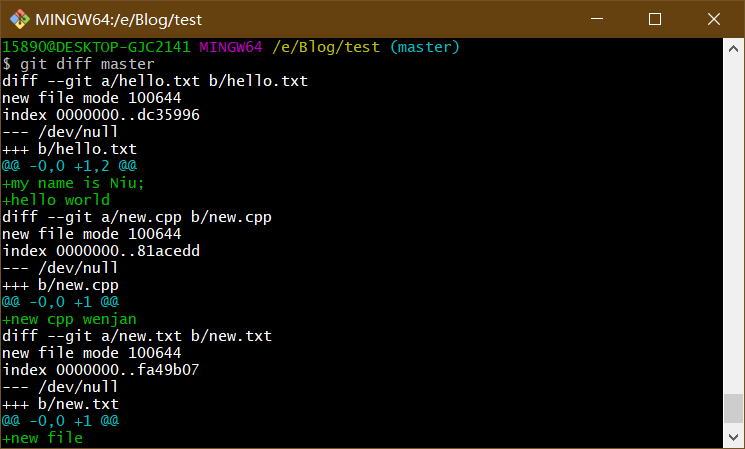 MINGW64:/e/Blog/test
15890@DESKTOP-GJC2141 MINGW64 /e/Blog/test (master)
$ git diff master
diff --git a/hello.txt b/hello.txt
new file mode 100644
index 0000000..dc35996
--- /dev/null
+++ b/hello.txt
@@ -0,0 +1,2 @@
+my name is Niu;
+hello world
diff --git a/new.cpp b/new.cpp
new file mode 100644
index 0000000..81acedd
--- /dev/null
+++ b/new.cpp
@@ -0,0 +1 @@
+new cpp wenjan
diff --git a/new.txt b/new.txt
new file mode 100644
index 0000000..fa49b07
--- /dev/null
+++ b/new.txt
@@ -0,0 +1 @@
+new file